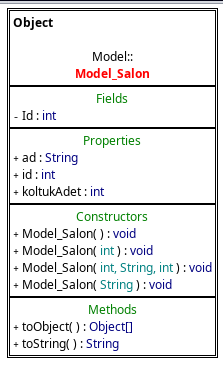 Object
Model::
Model_Salon
Fields
- Id : int
Properties
+ ad : String
+ id : int
+ koltukAdet : int
Constructors
+ Model_Salon( ) : void
+ Model_Salon( int ) : void
+ Model_Salon( int, String, int ) : void
+ Model_Salon( String ) : void
Methods
+ toObject( ) : Object[]
+ toString( ) : String